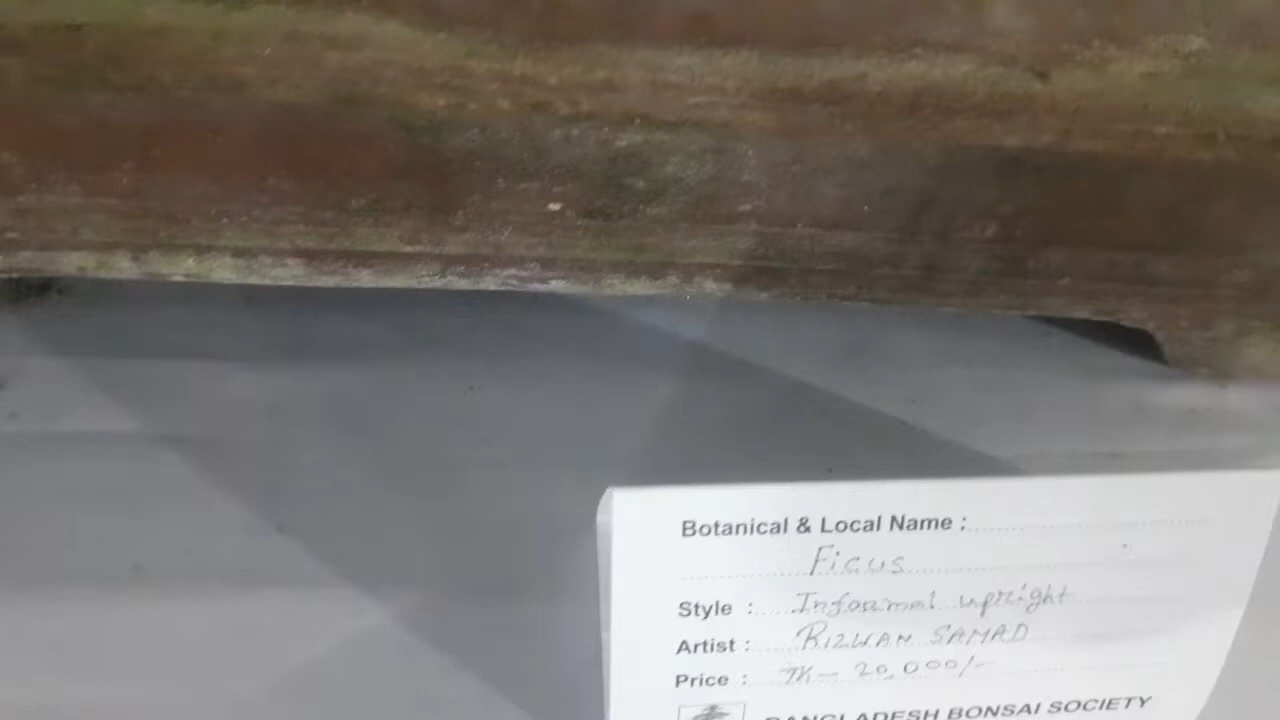 Botanical & Local Name :
Ficus
Style : Informal upright
Artist : RIZWAN SAMAD
Price : TK — 20,000/-
BANGLADESH BONSAI SOCIETY